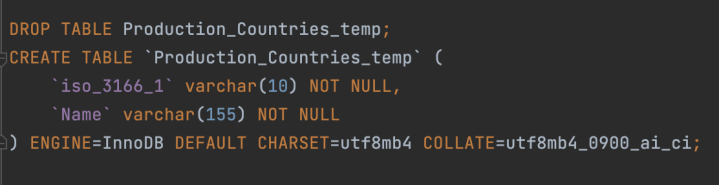 DROP TABLE Production_Countries_temp;
CREATE TABLE `Production_Countries_temp` (
    `iso_3166_1` varchar(10) NOT NULL,
    `Name` varchar(155) NOT NULL
) ENGINE=InnoDB DEFAULT CHARSET=utf8mb4 COLLATE=utf8mb4_0900_ai_ci;